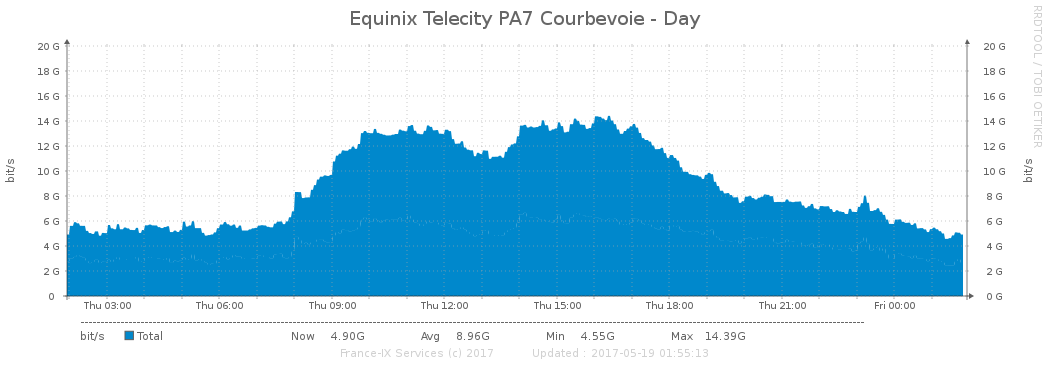 Equinix Telecity PA7 Courbevoie - Day
RRDTOOL / TOBI OETIKER
20 G 20 G
18 G 18 G
16 G 16 G
14 G 14 G
12 G 12 G
10 G 10 G
8 G 8 G
6 G 6 G
4 G 4 G
2 G 2 G
0 0 G
bit/s
bit/s
Thu 03:00 Thu 06:00 Thu 09:00 Thu 12:00 Thu 15:00 Thu 18:00 Thu 21:00 Fri 00:00
bit/s Total Now 4.90G Avg 8.96G Min 4.55G Max 14.39G
France-IX Services (c) 2017 Updated : 2017-05-19 01:55:13